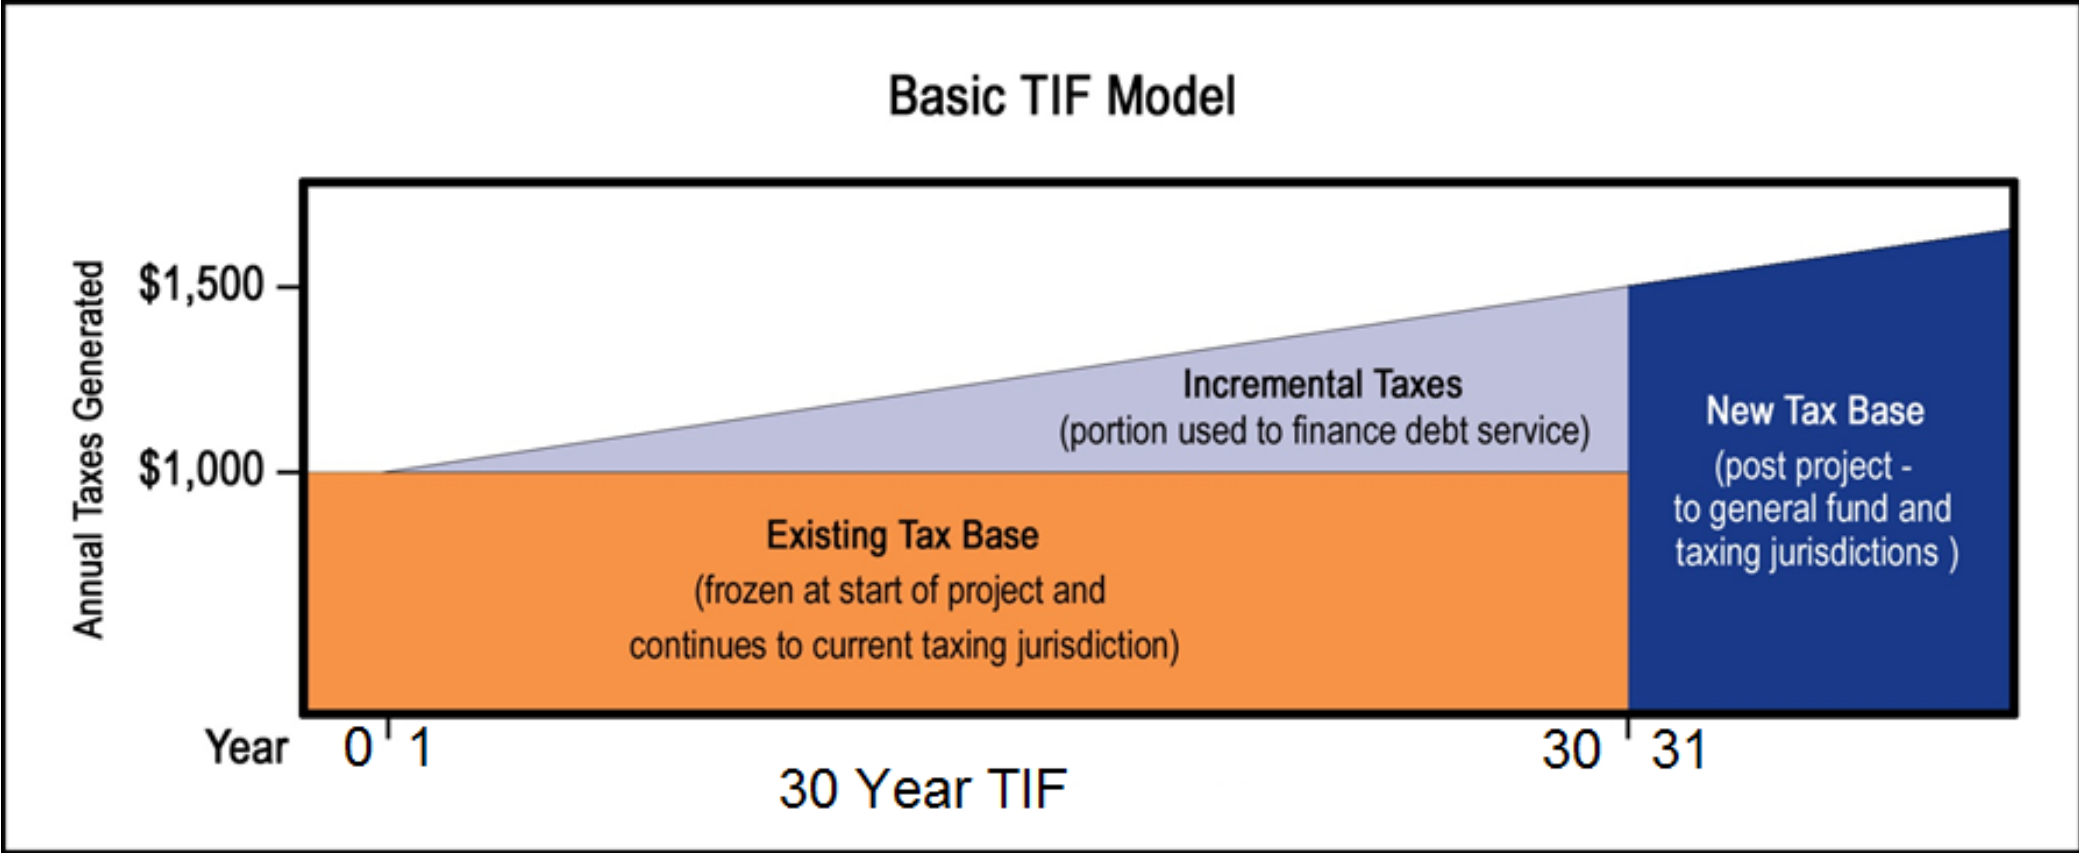 Basic TIF Model
Annual Taxes Generated
$1,500
$1,000
Incremental Taxes
(portion used to finance debt service)
Existing Tax Base
(frozen at start of project and
continues to current taxing jurisdiction)
New Tax Base
(post project -
to general fund and
taxing jurisdictions )
Year 0 1 30 31
30 Year TIF